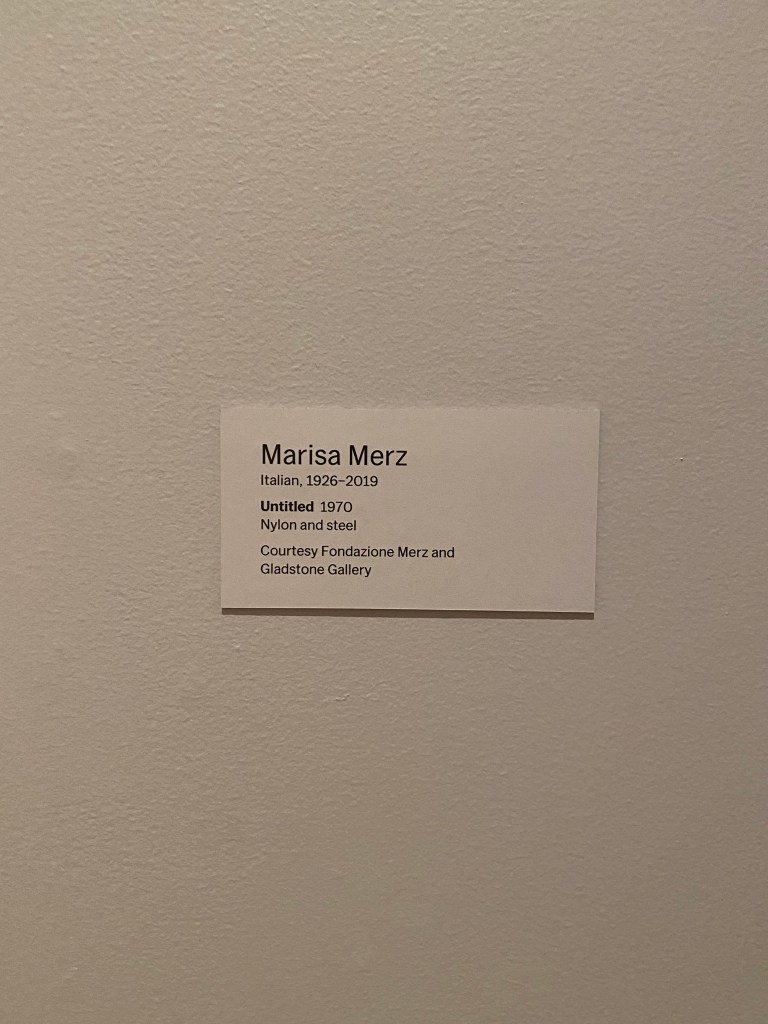 Marisa Merz
Italian, 1926–2019
Untitled 1970
Nylon and steel
Courtesy Fondazione Merz and
Gladstone Gallery